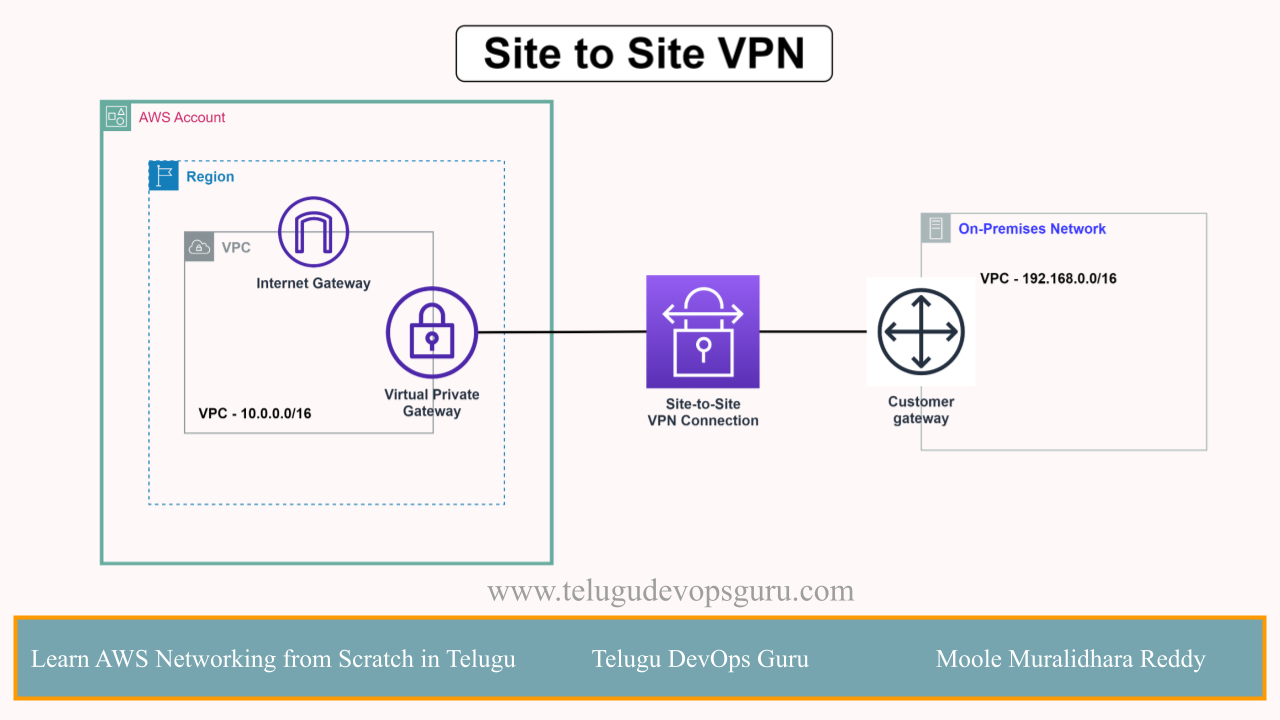 Site to Site VPN
AWS Account
Region
VPC
Internet Gateway
Virtual Private
Gateway
VPC - 10.0.0.0/16
Site-to-Site
VPN Connection
On-Premises Network
VPC - 192.168.0.0/16
Customer
gateway
www.telugudevopsguru.com
Learn AWS Networking from Scratch in Telugu
Telugu DevOps Guru
Moole Muralidhara Reddy